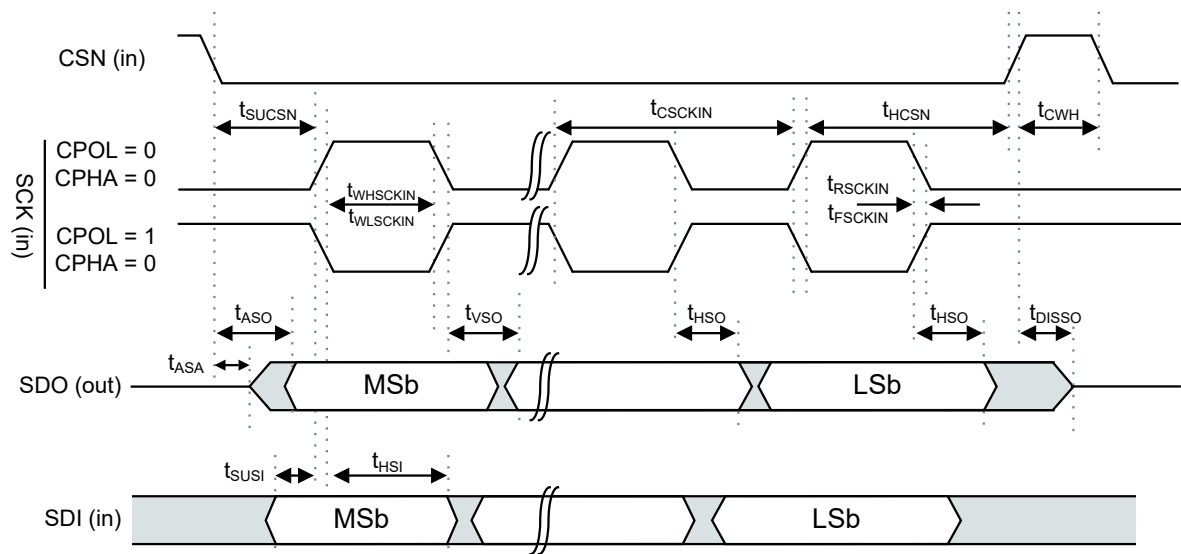 CSN (in)
tSUCSN
tCSCKIN
tHCSN
tCWH
SCK (in)
CPOL = 0
CPHA = 0
tWHSCKIN
tWLSCKIN
tRSCKIN
tFSCKIN
CPOL = 1
CPHA = 0
tASO
tVSO
tHSO
tHSO
tDISSO
tASA
SDO (out)
MSb
LSb
tSUSI
tHSI
SDI (in)
MSb
LSb